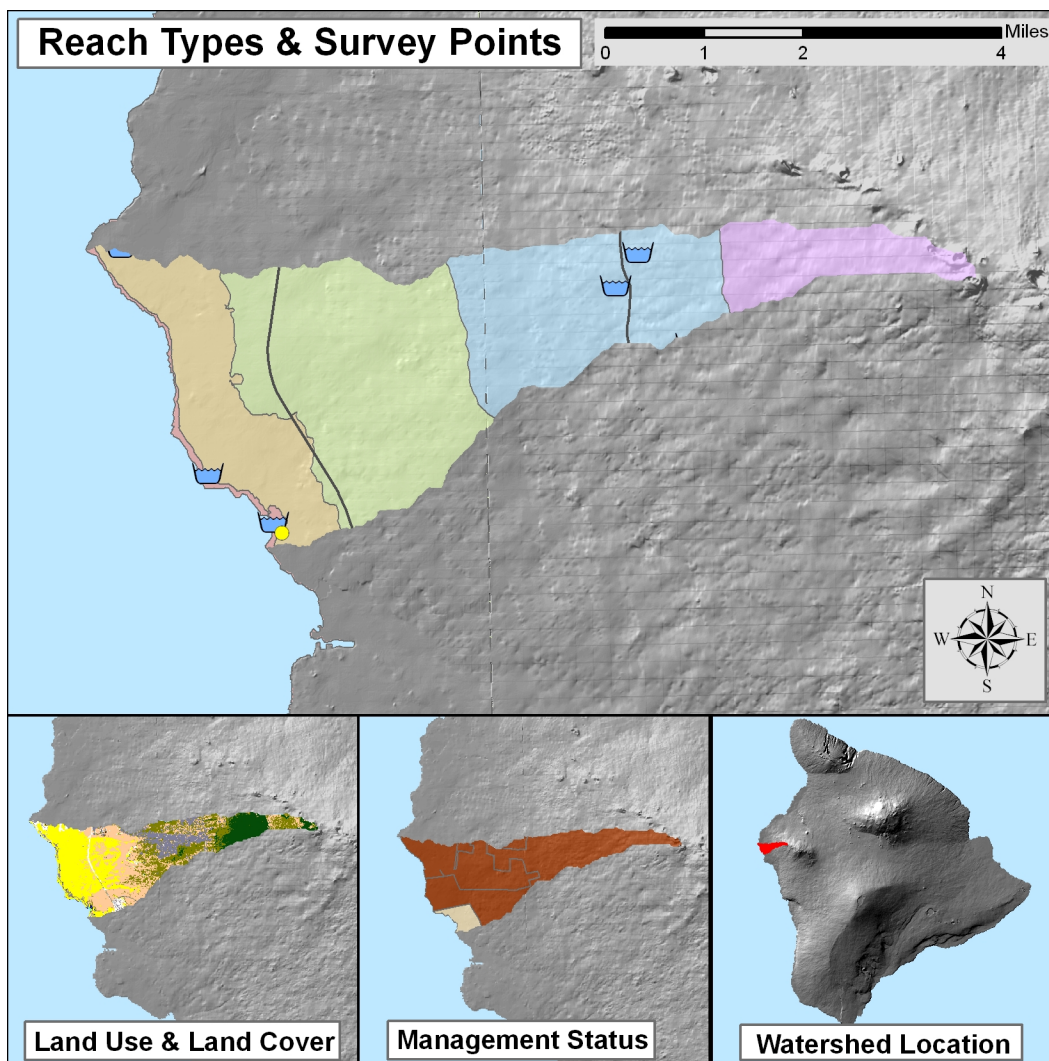 Reach Types & Survey Points
Miles
0 1 2 4
N
W E
S
Land Use & Land Cover
Management Status
Watershed Location